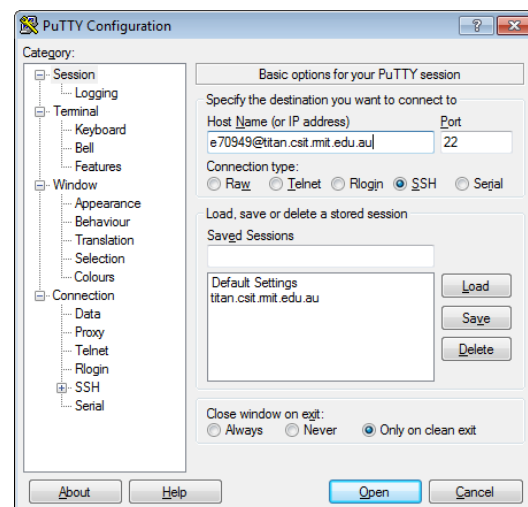 PuTTY Configuration
Category:
Session
Logging
Terminal
Keyboard
Bell
Features
Window
Appearance
Behaviour
Translation
Selection
Colours
Connection
Data
Proxy
Telnet
Rlogin
SSH
Serial
Basic options for your PuTTY session
Specify the destination you want to connect to
Host Name (or IP address) Port
e70949@titan.csit.rmit.edu.au 22
Connection type:
Raw Telnet Rlogin SSH Serial
Load, save or delete a stored session
Saved Sessions
Default Settings
titan.csit.rmit.edu.au
Load
Save
Delete
Close window on exit:
Always Never Only on clean exit
About Help Open Cancel